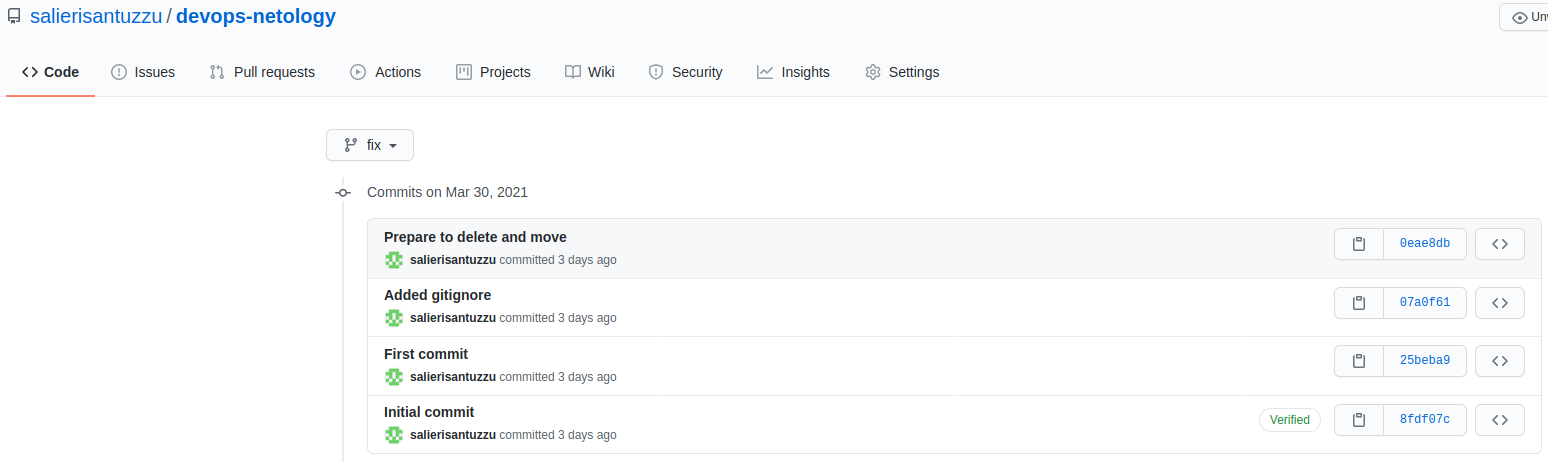 salierisantuzzu / devops-netology
Code Issues Pull requests Actions Projects Wiki Security Insights Settings
fix
Commits on Mar 30, 2021
Prepare to delete and move
salierisantuzzu committed 3 days ago
0eae8db
Added gitignore
salierisantuzzu committed 3 days ago
07a0f61
First commit
salierisantuzzu committed 3 days ago
25beba9
Initial commit
salierisantuzzu committed 3 days ago
Verified
8fdf07c